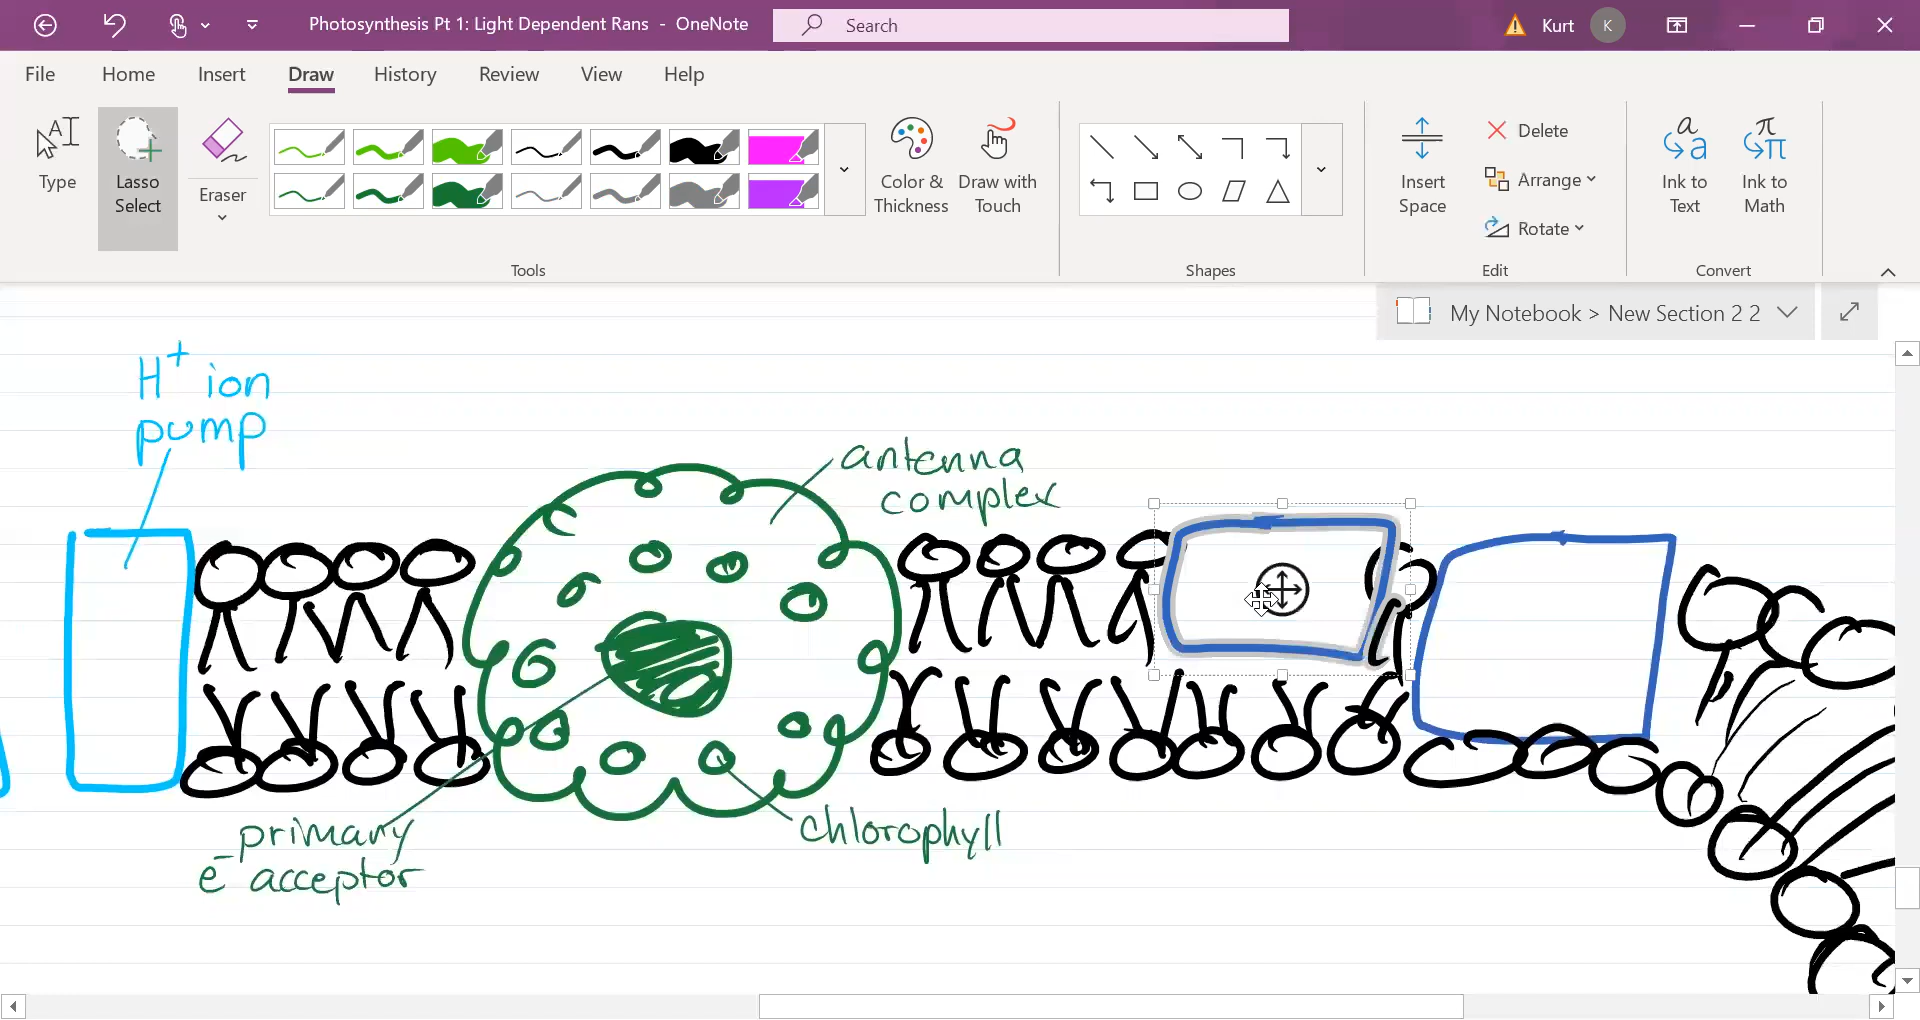 Photosynthesis Pt 1: Light Dependent Rans - OneNote
Search
Kurt
K
File
Home
Insert
Draw
History
Review
View
Help
Type
Lasso
Select
Eraser
Color &
Thickness
Draw with
Touch
Insert
Space
Delete
Arrange
Rotate
Ink to
Text
Ink to
Math
Tools
Shapes
Edit
Convert
My Notebook > New Section 2 2
H+ ion
pump
antenna
complex
primary
e- acceptor
chlorophyll